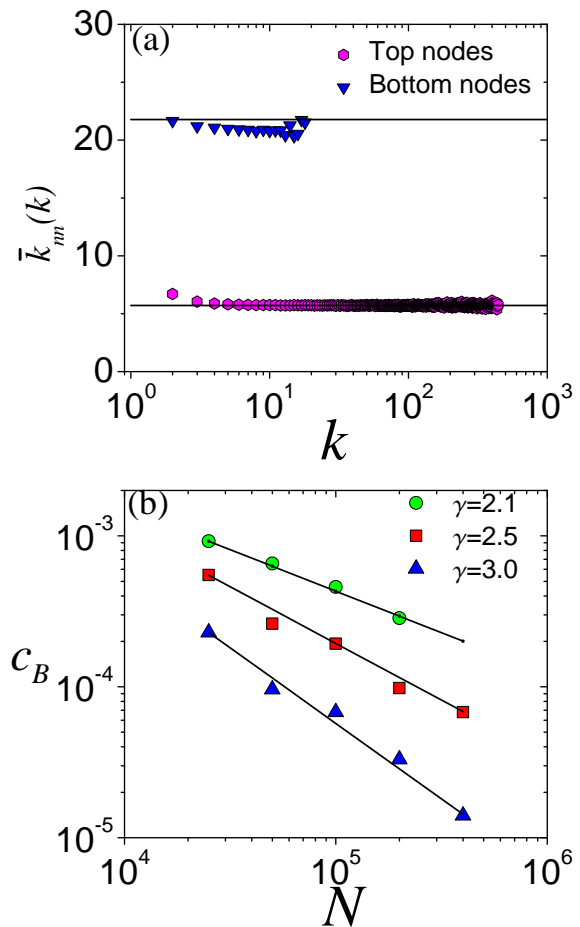 (a)
Top nodes
Bottom nodes
30
20
10
0
k̄nn(k)
10^0
10^1
10^2
10^3
k
(b)
γ=2.1
γ=2.5
γ=3.0
10^-3
10^-4
10^-5
c_B
10^4
10^5
10^6
N